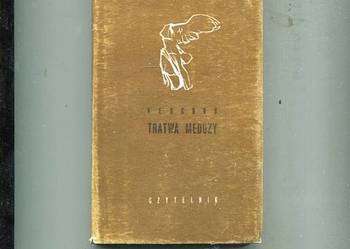 VERCORS
TRATWA MEDUZY
CZYTELNIK